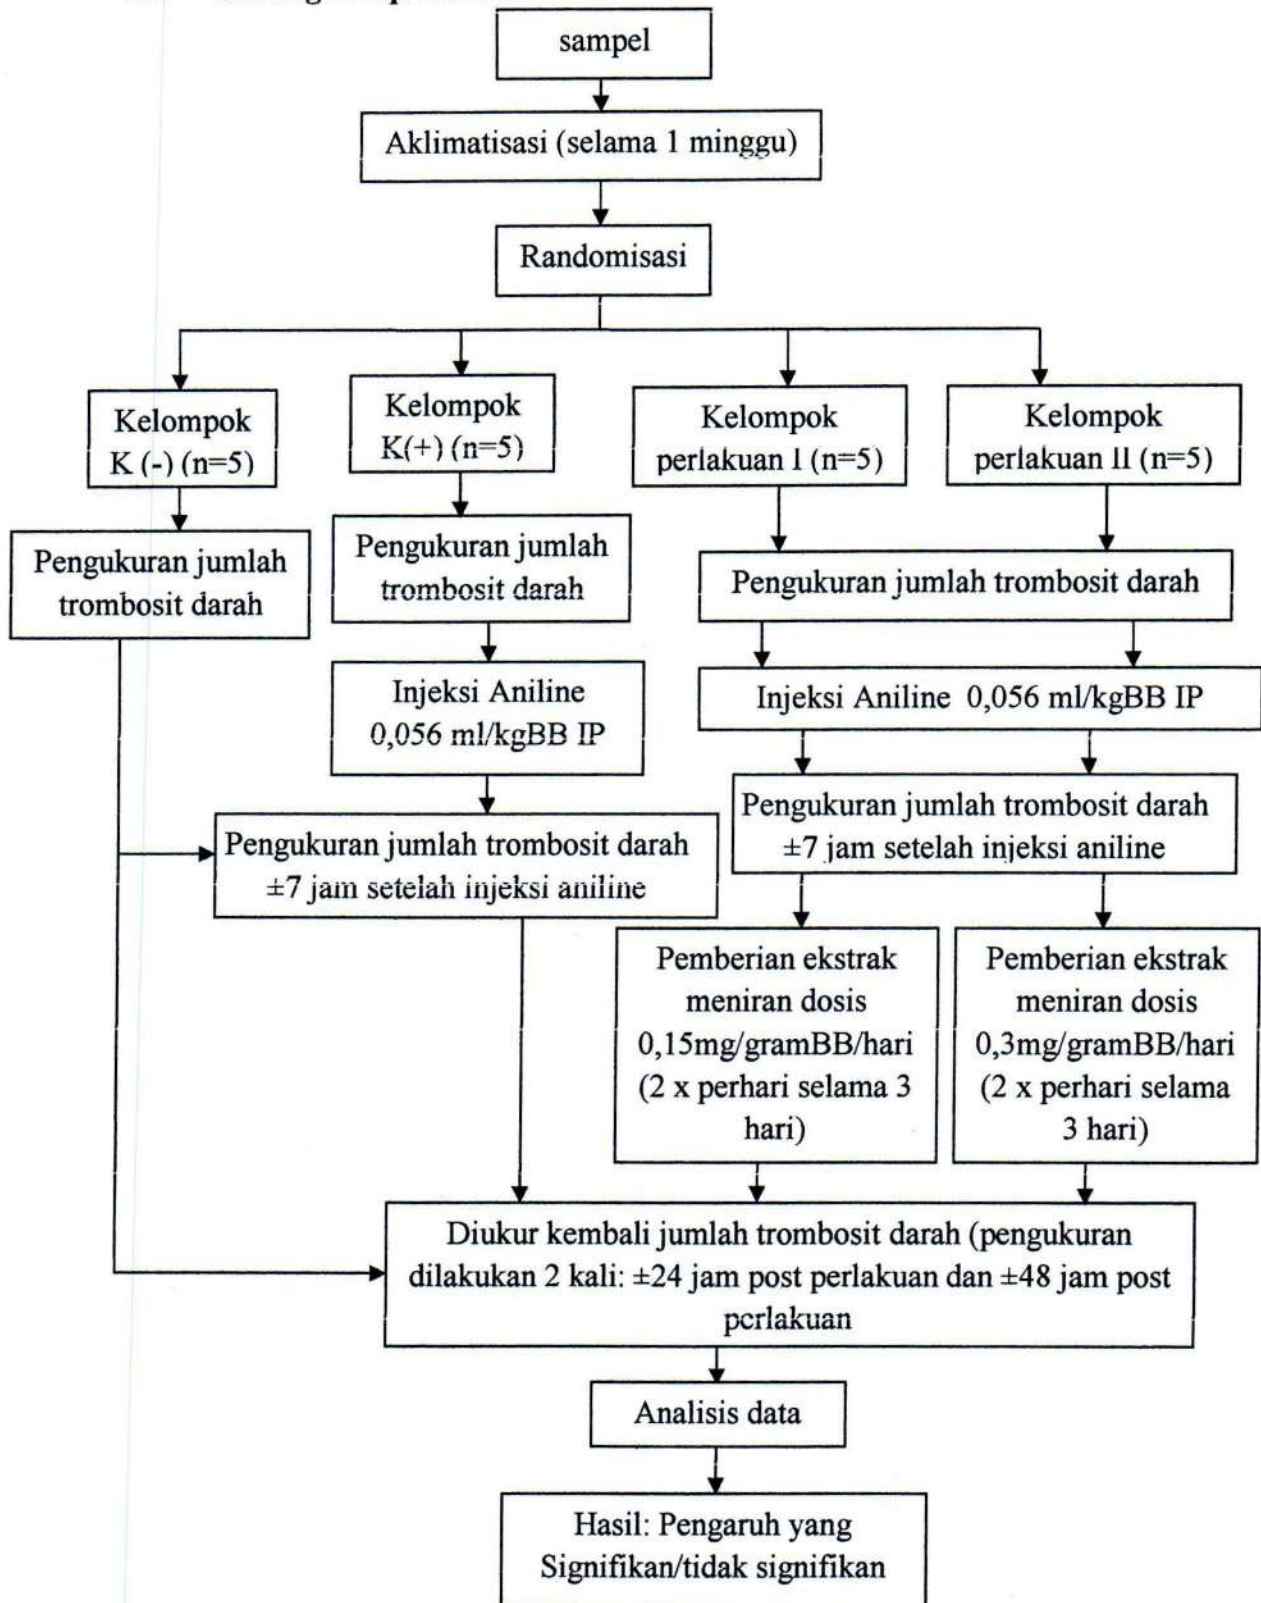 sampel
Aklimatisasi (selama 1 minggu)
Randomisasi
Kelompok
K (-) (n=5)
Kelompok
K(+) (n=5)
Kelompok
perlakuan I (n=5)
Kelompok
perlakuan II (n=5)
Pengukuran jumlah
trombosit darah
Pengukuran jumlah
trombosit darah
Pengukuran jumlah trombosit darah
Injeksi Aniline
0,056 ml/kgBB IP
Injeksi Aniline 0,056 ml/kgBB IP
Pengukuran jumlah trombosit darah
±7 jam setelah injeksi aniline
Pengukuran jumlah trombosit darah
±7 jam setelah injeksi aniline
Pemberian ekstrak
meniran dosis
0,15mg/gramBB/hari
(2 x perhari selama 3
hari)
Pemberian ekstrak
meniran dosis
0,3mg/gramBB/hari
(2 x perhari selama
3 hari)
Diukur kembali jumlah trombosit darah (pengukuran
dilakukan 2 kali: ±24 jam post perlakuan dan ±48 jam post
perlakuan
Analisis data
Hasil: Pengaruh yang
Signifikan/tidak signifikan